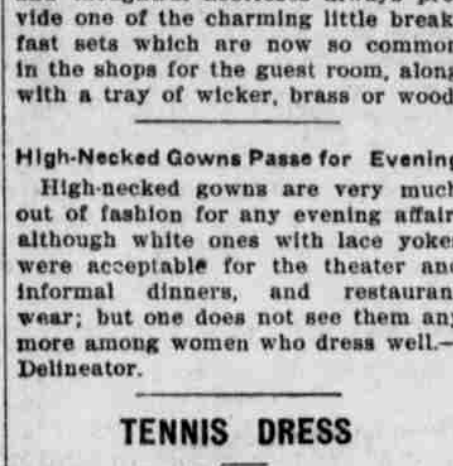 vide one of the charming little break
fast sets which are now so common
in the shops for the guest room, along
with a tray of wicker, brass or wood
High-Necked Gowns Passe for Evening
High-necked gowns are very much
out of fashion for any evening affair
although white ones with lace yokes
were acceptable for the theater and
informal dinners, and restaurant
wear; but one does not see them any
more among women who dress well.—
Delineator.
TENNIS DRESS